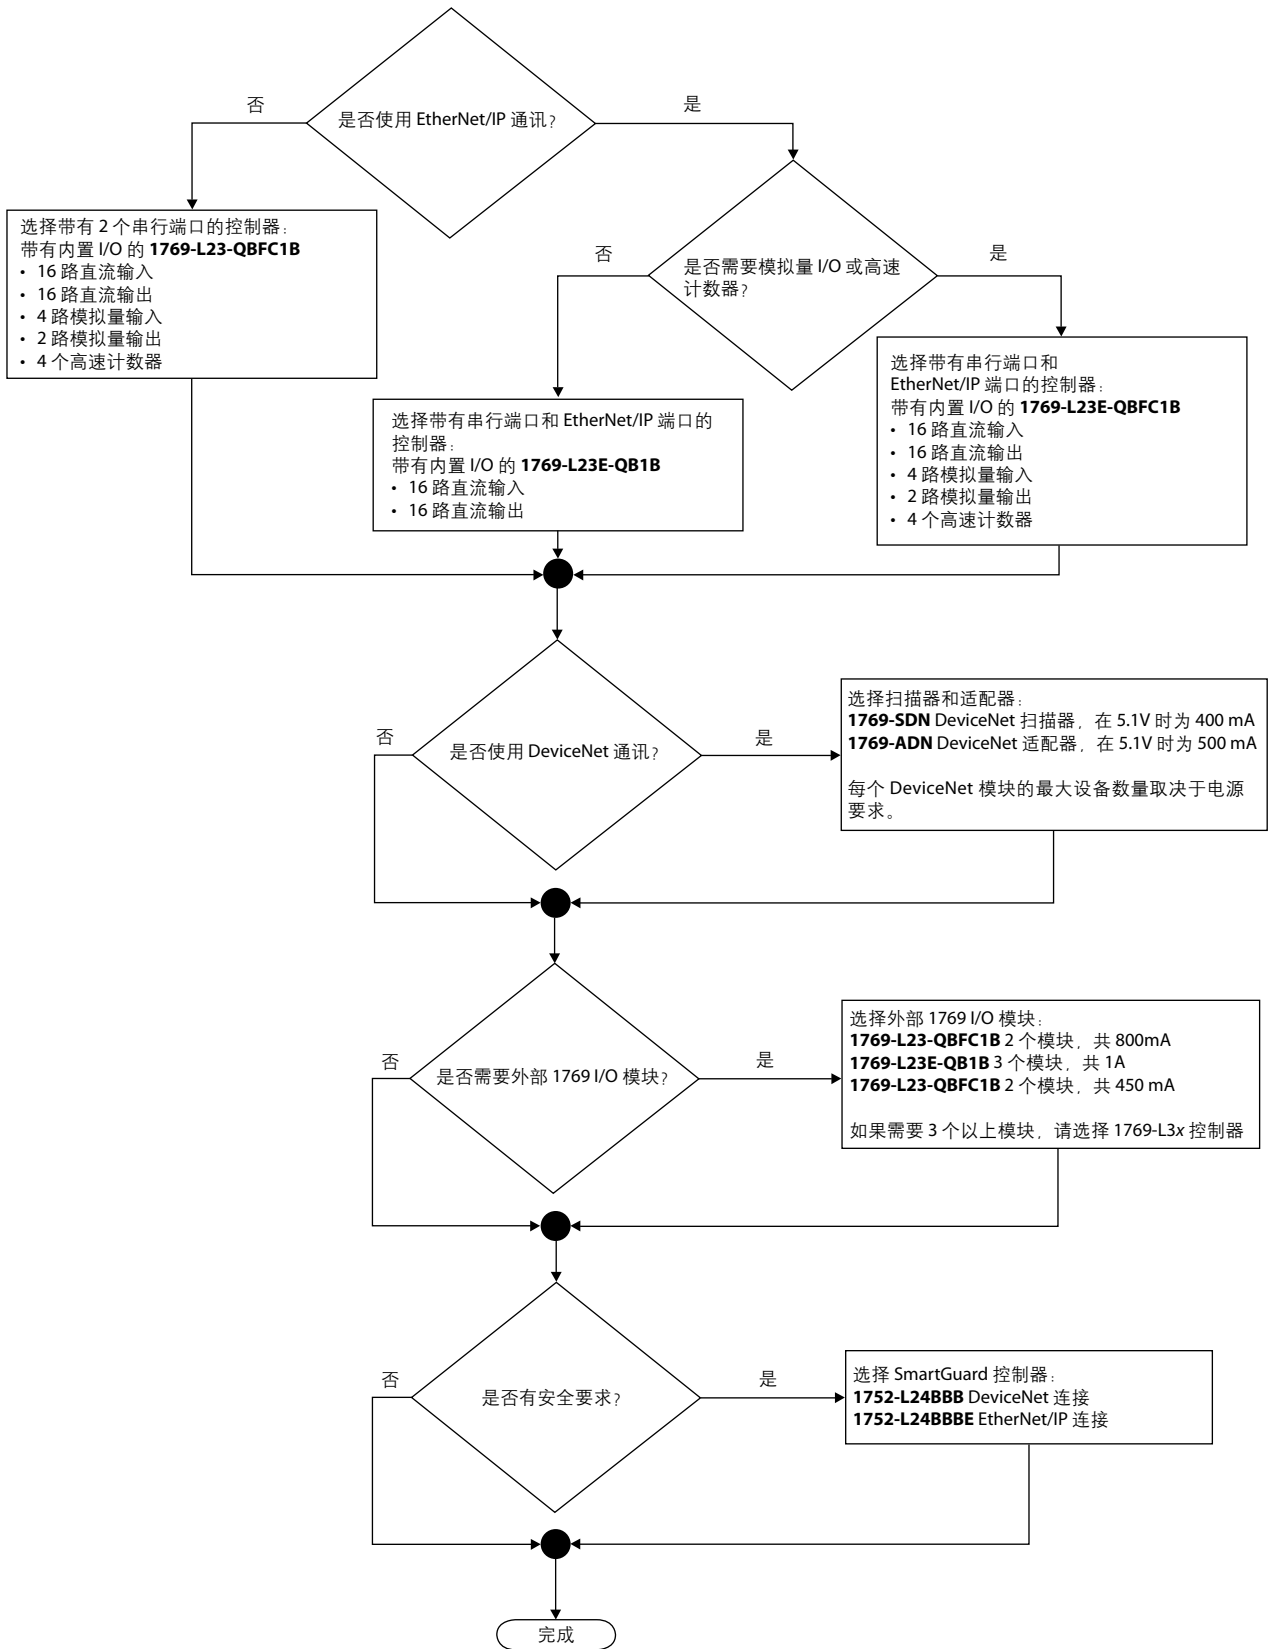 是否使用 EtherNet/IP 通讯？
否
是
选择带有 2 个串行端口的控制器：
带有内置 I/O 的 1769-L23-QBFC1B
• 16 路直流输入
• 16 路直流输出
• 4 路模拟量输入
• 2 路模拟量输出
• 4 个高速计数器
是否需要模拟量 I/O 或高速
计数器？
否
是
选择带有串行端口和 EtherNet/IP 端口的
控制器：
带有内置 I/O 的 1769-L23E-QB1B
• 16 路直流输入
• 16 路直流输出
选择带有串行端口和
EtherNet/IP 端口的控制器：
带有内置 I/O 的 1769-L23E-QBFC1B
• 16 路直流输入
• 16 路直流输出
• 4 路模拟量输入
• 2 路模拟量输出
• 4 个高速计数器
是否使用 DeviceNet 通讯？
否
是
选择扫描器和适配器：
1769-SDN DeviceNet 扫描器，在 5.1V 时为 400 mA
1769-ADN DeviceNet 适配器，在 5.1V 时为 500 mA
每个 DeviceNet 模块的最大设备数量取决于电源
要求。
是否需要外部 1769 I/O 模块？
否
是
选择外部 1769 I/O 模块：
1769-L23-QBFC1B 2 个模块，共 800mA
1769-L23E-QB1B 3 个模块，共 1A
1769-L23-QBFC1B 2 个模块，共 450 mA
如果需要 3 个以上模块，请选择 1769-L3x 控制器
是否有安全要求？
否
是
选择 SmartGuard 控制器：
1752-L24BBB DeviceNet 连接
1752-L24BBBE EtherNet/IP 连接
完成